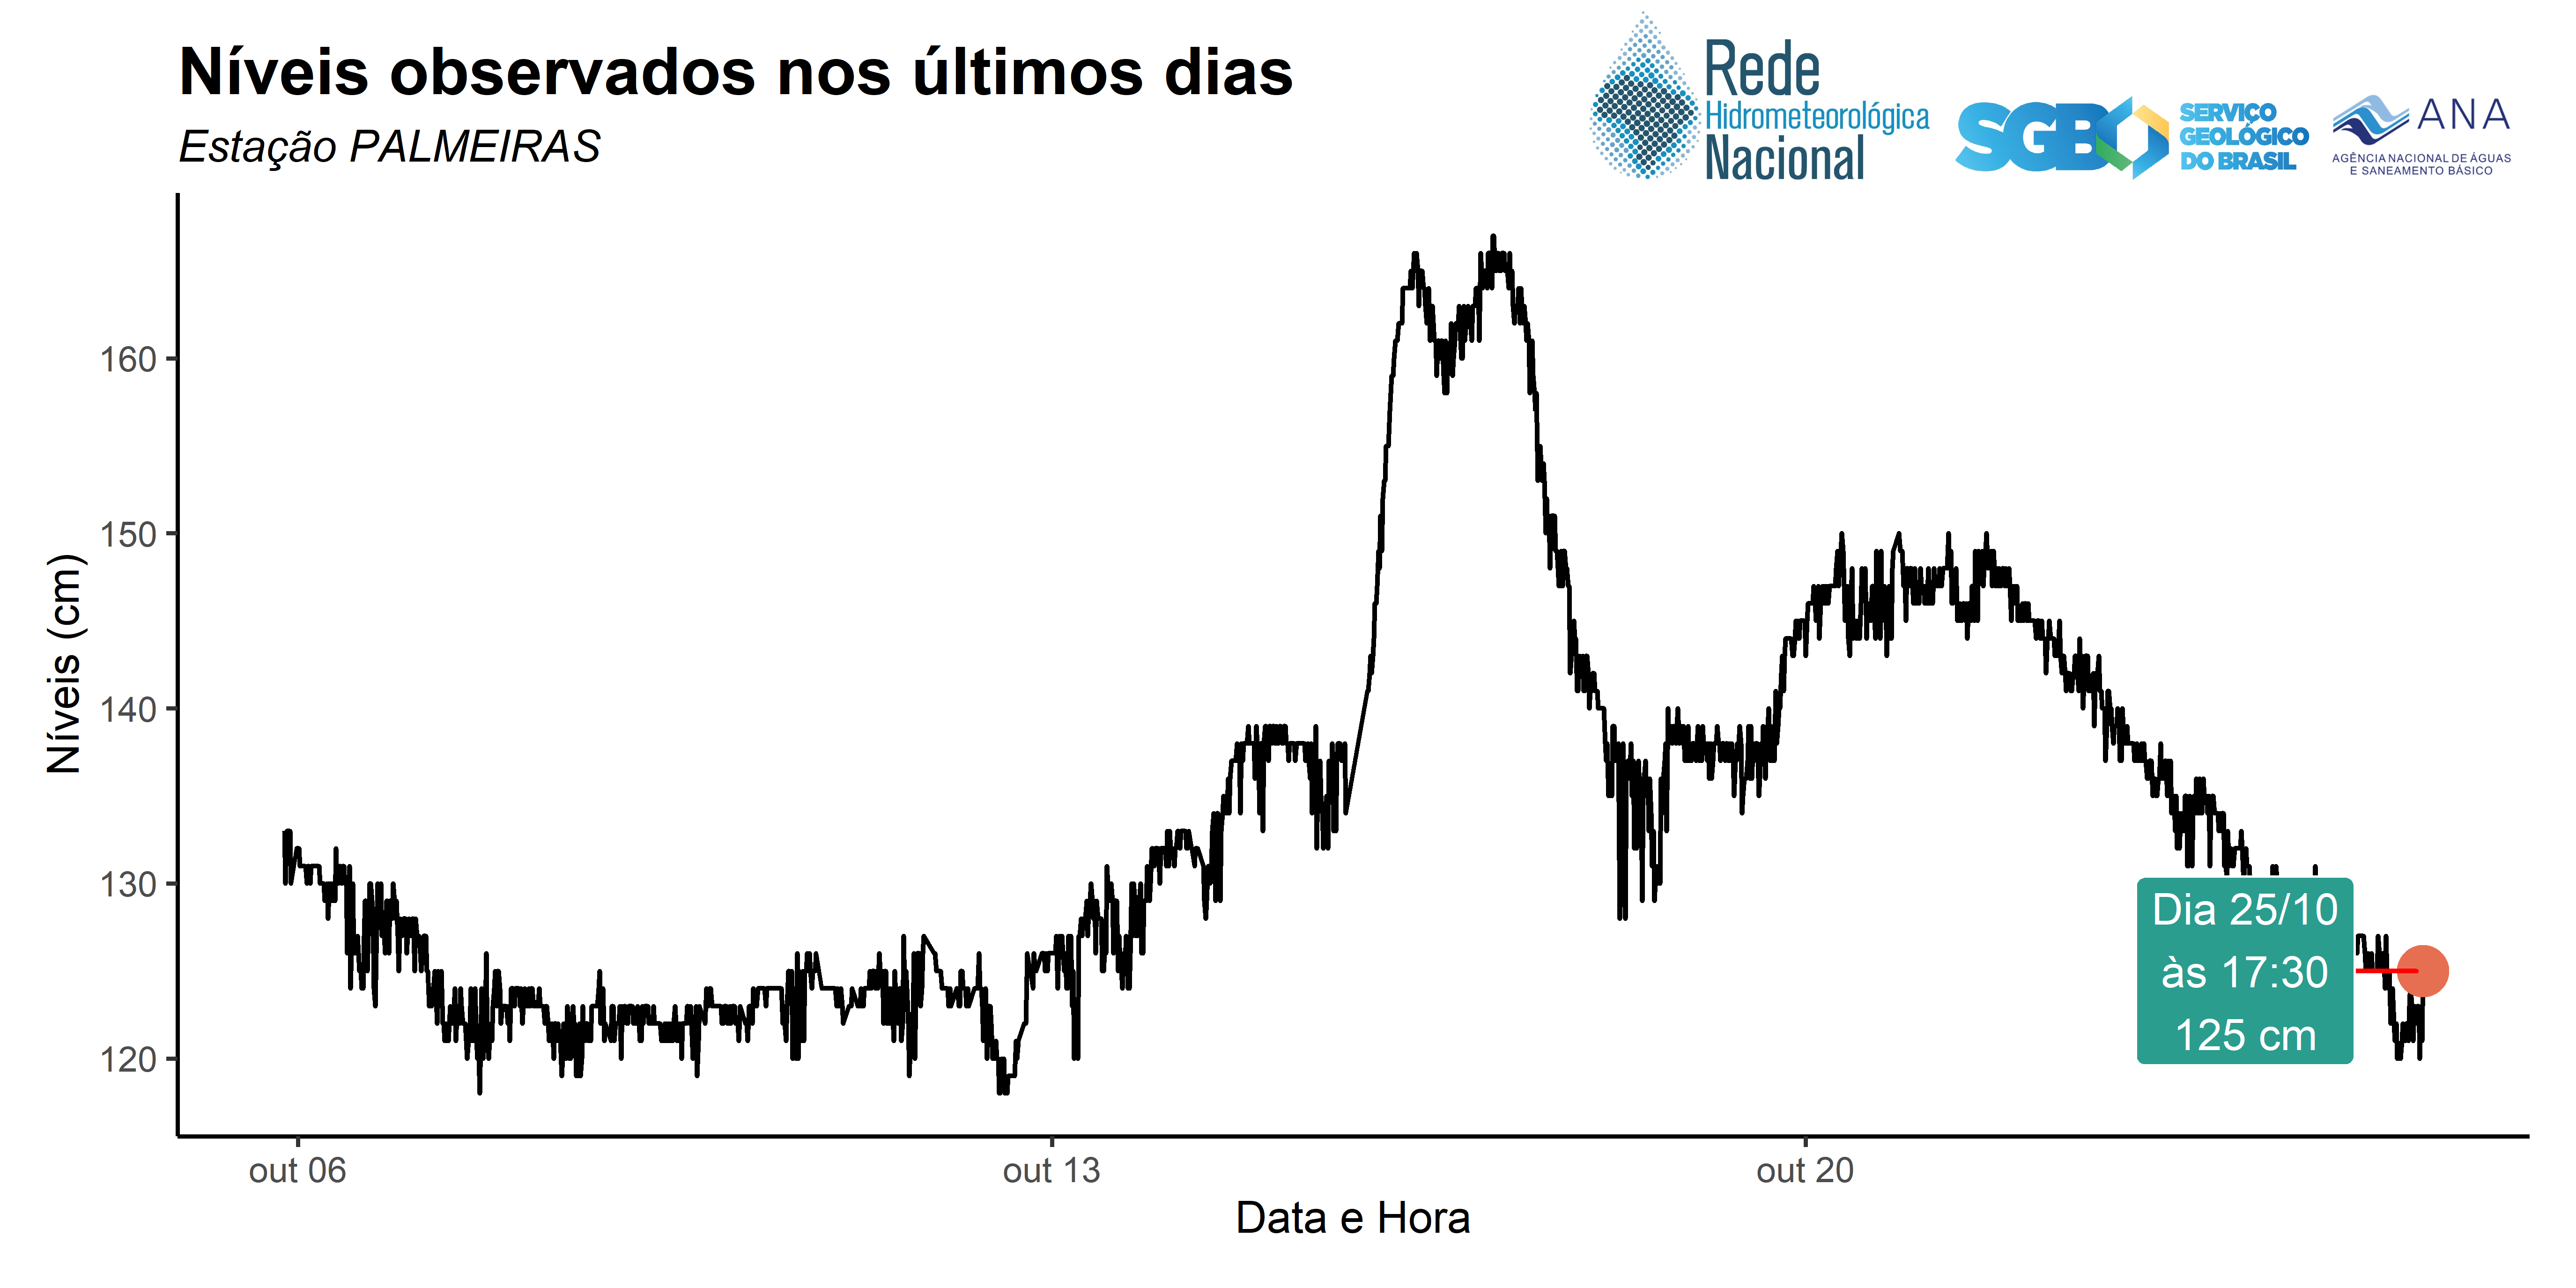 Níveis observados nos últimos dias
Estação PALMEIRAS
Rede
Hidrometeorológica
Nacional
SGB
SERVIÇO
GEOLÓGICO
DO BRASIL
ANA
AGÊNCIA NACIONAL DE ÁGUAS
E SANEAMENTO BÁSICO
Níveis (cm)
160
150
140
130
120
Dia 25/10
às 17:30
125 cm
out 06
out 13
out 20
Data e Hora